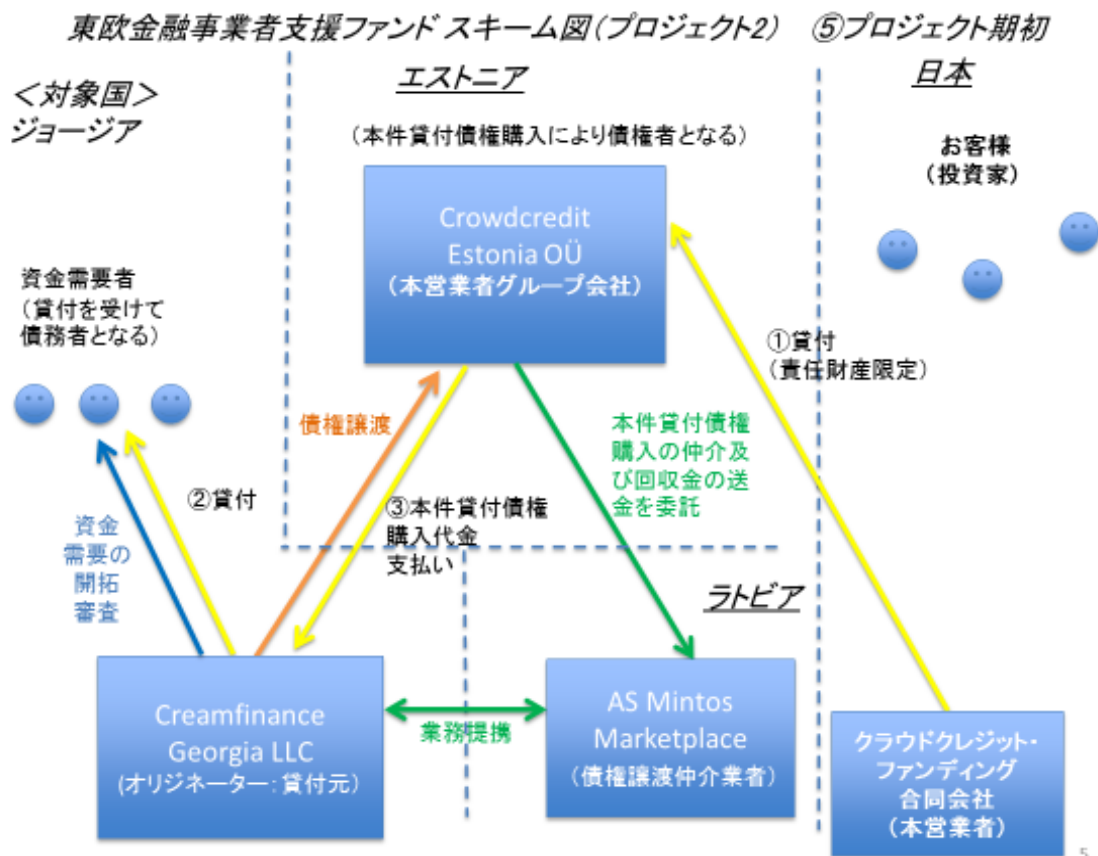 東欧金融事業者支援ファンド スキーム図（プロジェクト2） ⑤プロジェクト期初
＜対象国＞
ジョージア
エストニア
日本
（本件貸付債権購入により債権者となる）
お客様
（投資家）
Crowdcredit
Estonia OÜ
（本営業者グループ会社）
資金需要者
（貸付を受けて
債務者となる）
①貸付
（責任財産限定）
債権譲渡
本件貸付債権
購入の仲介及
び回収金の送
金を委託
②貸付
③本件貸付債権
購入代金
支払い
資金
需要の
開拓
審査
ラトビア
Creamfinance
Georgia LLC
（オリジネーター：貸付元）
業務提携
AS Mintos
Marketplace
（債権譲渡仲介業者）
クラウドクレジット・
ファンディング
合同会社
（本営業者）
5